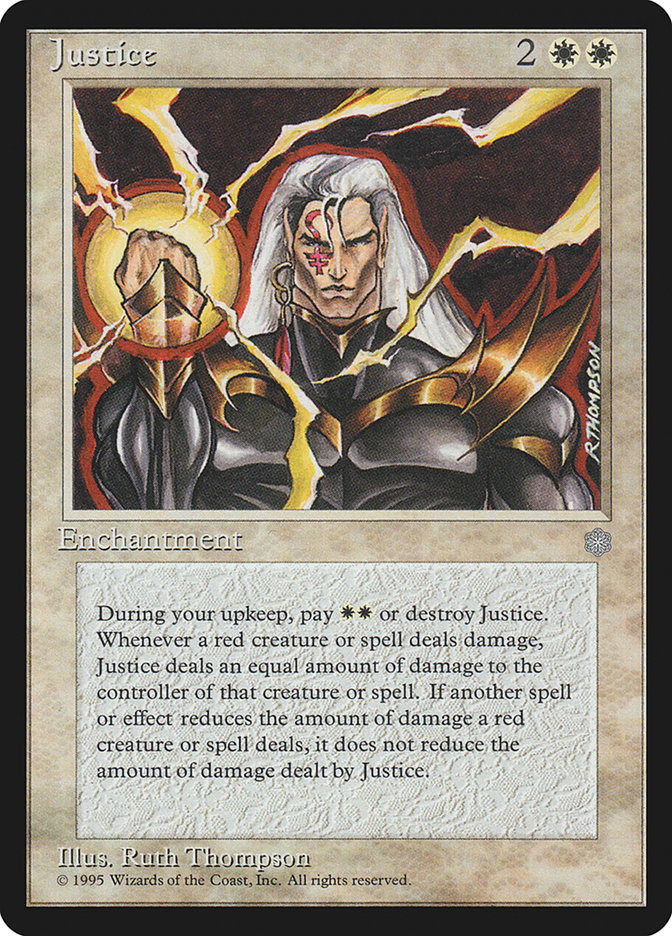 Justice 2
R. THOMPSON
Enchantment
During your upkeep, pay or destroy Justice.
Whenever a red creature or spell deals damage,
Justice deals an equal amount of damage to the
controller of that creature or spell. If another spell
or effect reduces the amount of damage a red
creature or spell deals, it does not reduce the
amount of damage dealt by Justice.
Illus. Ruth Thompson
© 1995 Wizards of the Coast, Inc. All rights reserved.